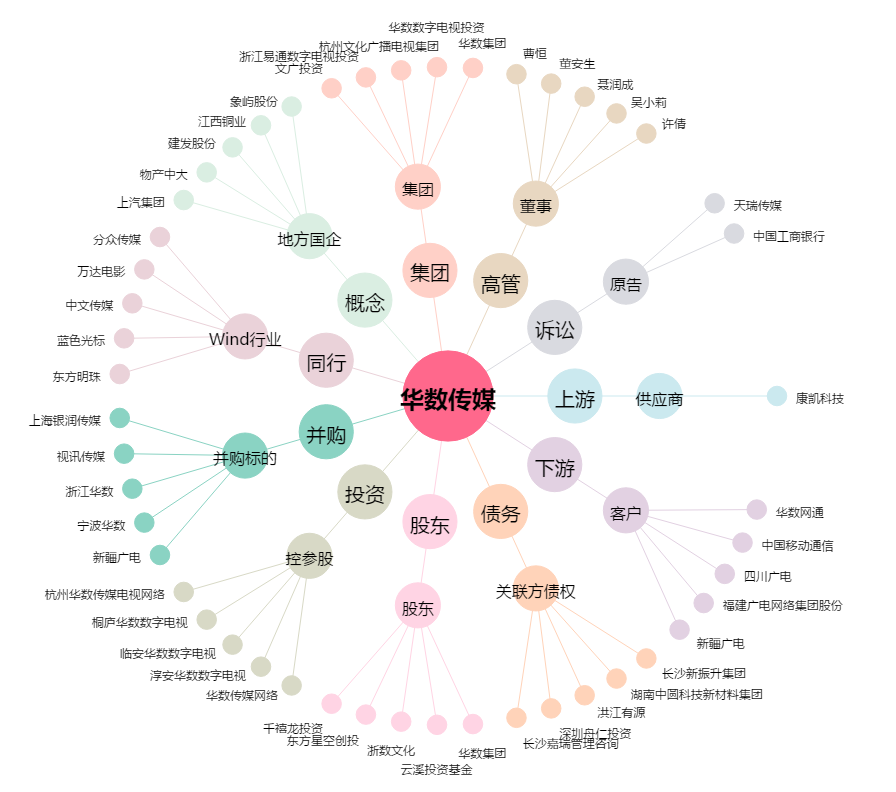 华数数字电视投资
杭州文化广播电视集团
华数集团
浙江易通数字电视投资
文广投资
曹恒
苗安生
聂润成
吴小莉
许倩
象屿股份
江西铜业
建发股份
物产中大
上汽集团
集团
董事
天瑞传媒
中国工商银行
分众传媒
万达电影
中文传媒
蓝色光标
东方明珠
地方国企
集团
高管
原告
概念
诉讼
Wind行业
同行
华数传媒
上游
供应商
康凯科技
上海银润传媒
视讯传媒
浙江华数
宁波华数
新疆广电
并购标的
并购
下游
投资
股东
债务
客户
华数网通
中国移动通信
四川广电
福建广电网络集团股份
新疆广电
控参股
关联方债权
股东
杭州华数传媒电视网络
桐庐华数数字电视
临安华数数字电视
淳安华数数字电视
华数传媒网络
长沙新振升集团
湖南中圆科技新材料集团
洪江有源
深圳舟仁投资
长沙嘉瑞管理咨询
千禧龙投资
东方星空创投
浙数文化
云溪投资基金
华数集团